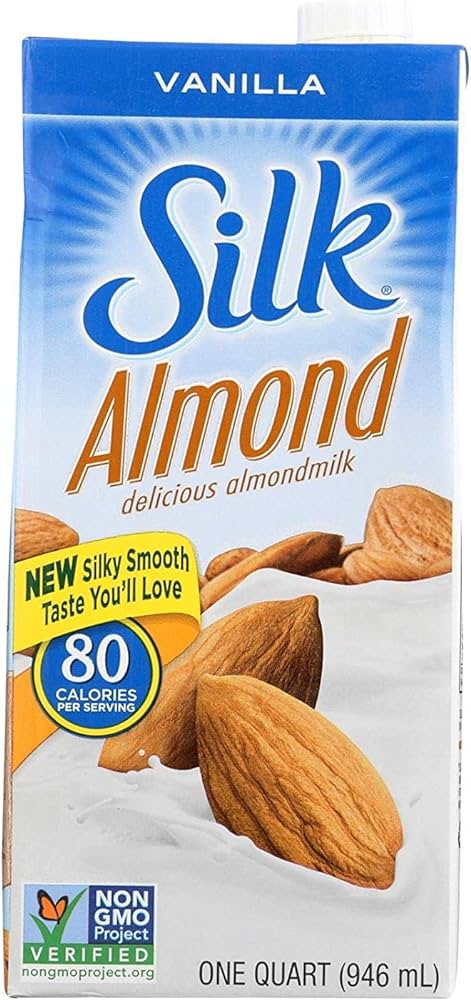 VANILLA
Silk®
Almond
delicious almondmilk
NEW Silky Smooth
Taste You'll Love
80
CALORIES
PER SERVING
NON
GMO
Project
VERIFIED
nongmoproject.org
ONE QUART (946 mL)